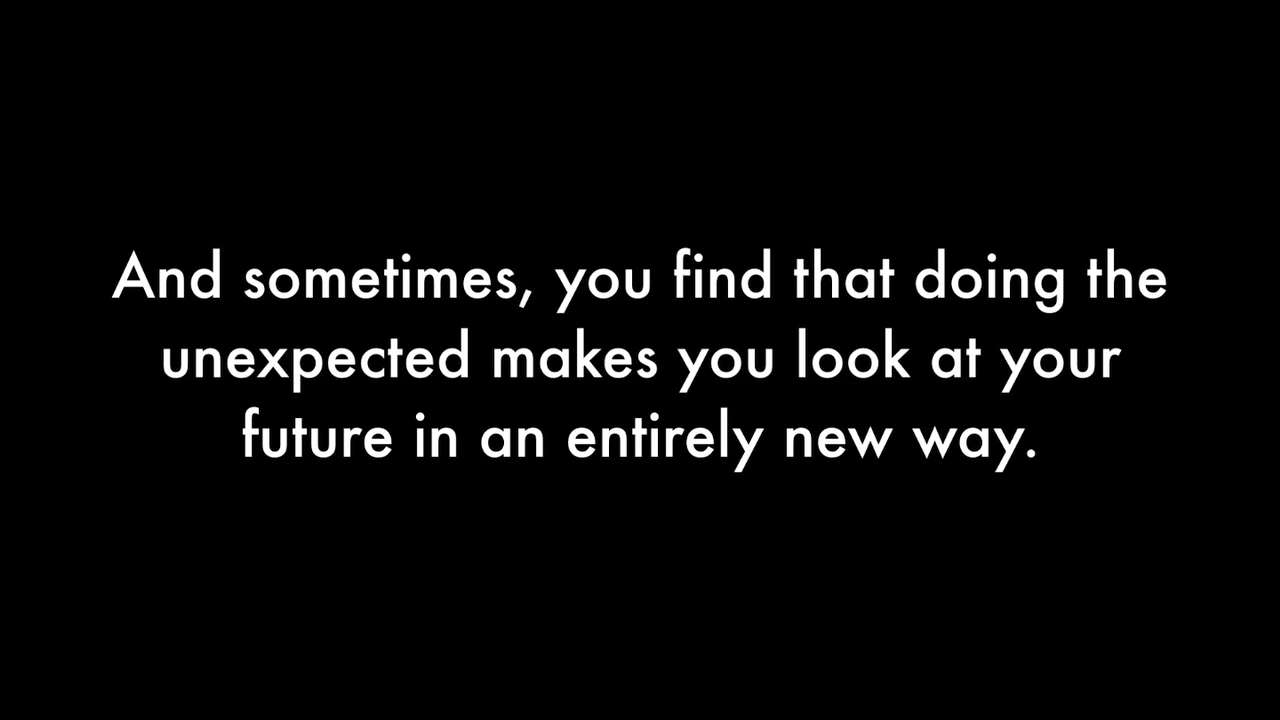 And sometimes, you find that doing the
unexpected makes you look at your
future in an entirely new way.